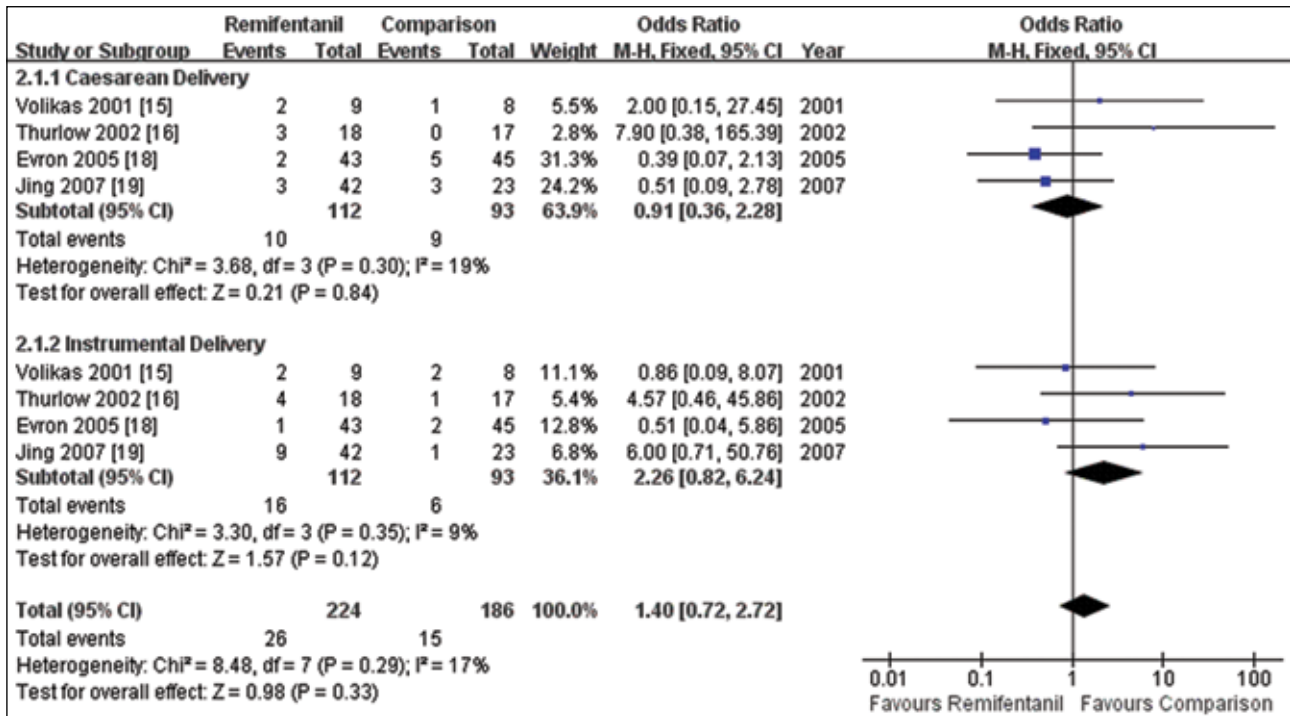 Remifentanil Comparison Odds Ratio Odds Ratio
Study or Subgroup Events Total Events Total Weight M-H, Fixed, 95% CI Year M-H, Fixed, 95% CI
2.1.1 Caesarean Delivery
Volikas 2001 [15] 2 9 1 8 5.5% 2.00 [0.15, 27.45] 2001
Thurlow 2002 [16] 3 18 0 17 2.8% 7.90 [0.38, 165.39] 2002
Evron 2005 [18] 2 43 5 45 31.3% 0.39 [0.07, 2.13] 2005
Jing 2007 [19] 3 42 3 23 24.2% 0.51 [0.09, 2.78] 2007
Subtotal (95% CI) 112 93 63.9% 0.91 [0.36, 2.28]
Total events 10 9
Heterogeneity: Chi² = 3.68, df = 3 (P = 0.30); I² = 19%
Test for overall effect: Z = 0.21 (P = 0.84)
2.1.2 Instrumental Delivery
Volikas 2001 [15] 2 9 2 8 11.1% 0.86 [0.09, 8.07] 2001
Thurlow 2002 [16] 4 18 1 17 5.4% 4.57 [0.46, 45.86] 2002
Evron 2005 [18] 1 43 2 45 12.8% 0.51 [0.04, 5.86] 2005
Jing 2007 [19] 9 42 1 23 6.8% 6.00 [0.71, 50.76] 2007
Subtotal (95% CI) 112 93 36.1% 2.26 [0.82, 6.24]
Total events 16 6
Heterogeneity: Chi² = 3.30, df = 3 (P = 0.35); I² = 9%
Test for overall effect: Z = 1.57 (P = 0.12)
Total (95% CI) 224 186 100.0% 1.40 [0.72, 2.72]
Total events 26 15
Heterogeneity: Chi² = 8.48, df = 7 (P = 0.29); I² = 17%
Test for overall effect: Z = 0.98 (P = 0.33)
0.01 0.1 1 10 100
Favours Remifentanil Favours Comparison